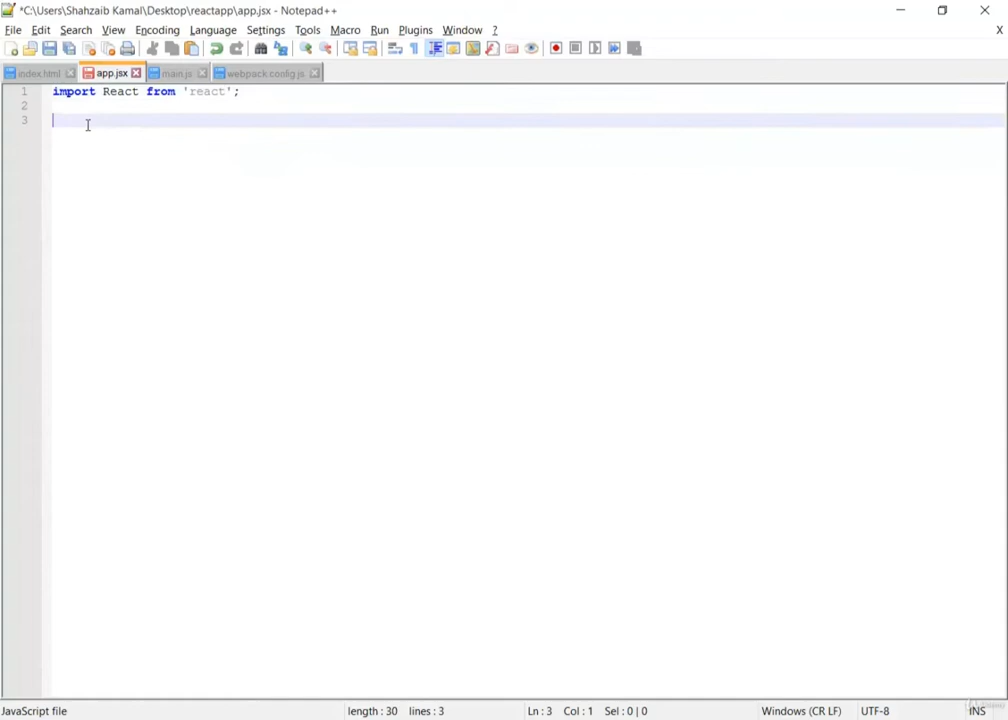 *C:\Users\Shahzaib Kamal\Desktop\reactapp\app.jsx - Notepad++
File Edit Search View Encoding Language Settings Tools Macro Run Plugins Window ? X
index.html app.jsx main.js webpack.config.js
1 import React from 'react';
2
3
JavaScript file length : 30 lines : 3 Ln : 3 Col : 1 Sel : 0 | 0 Windows (CR LF) UTF-8 INS